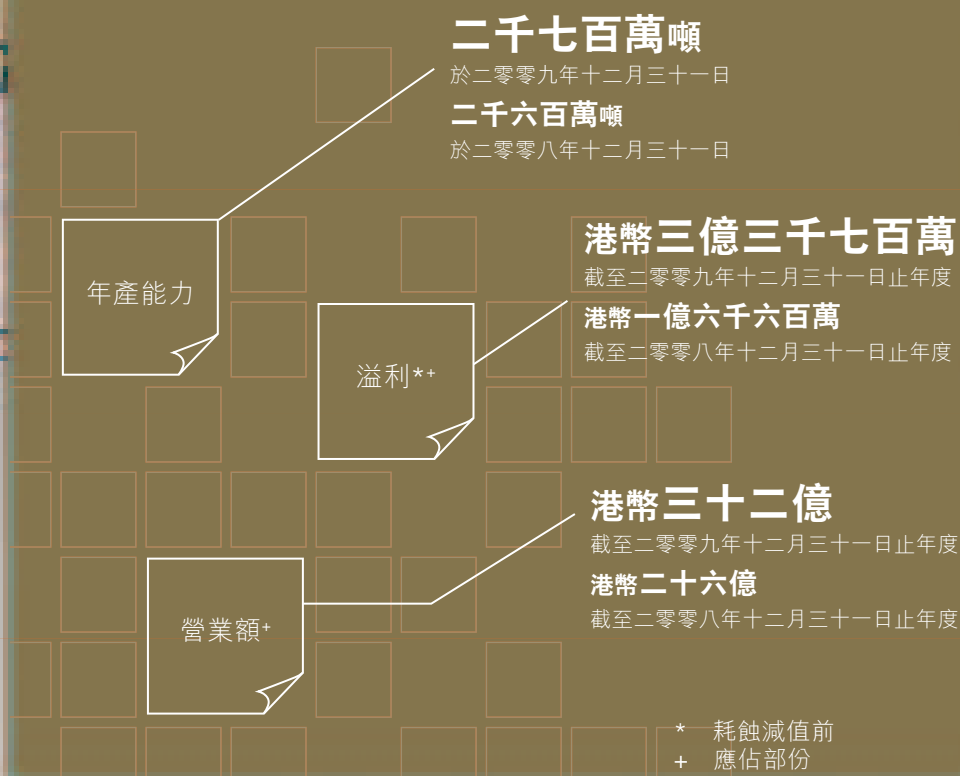 二千七百萬噸
於二零零九年十二月三十一日
二千六百萬噸
於二零零八年十二月三十一日
年產能力
港幣三億三千七百萬
截至二零零九年十二月三十一日止年度
港幣一億六千六百萬
截至二零零八年十二月三十一日止年度
溢利*+
港幣三十二億
截至二零零九年十二月三十一日止年度
港幣二十六億
截至二零零八年十二月三十一日止年度
營業額+
* 耗蝕減值前
+ 應佔部份